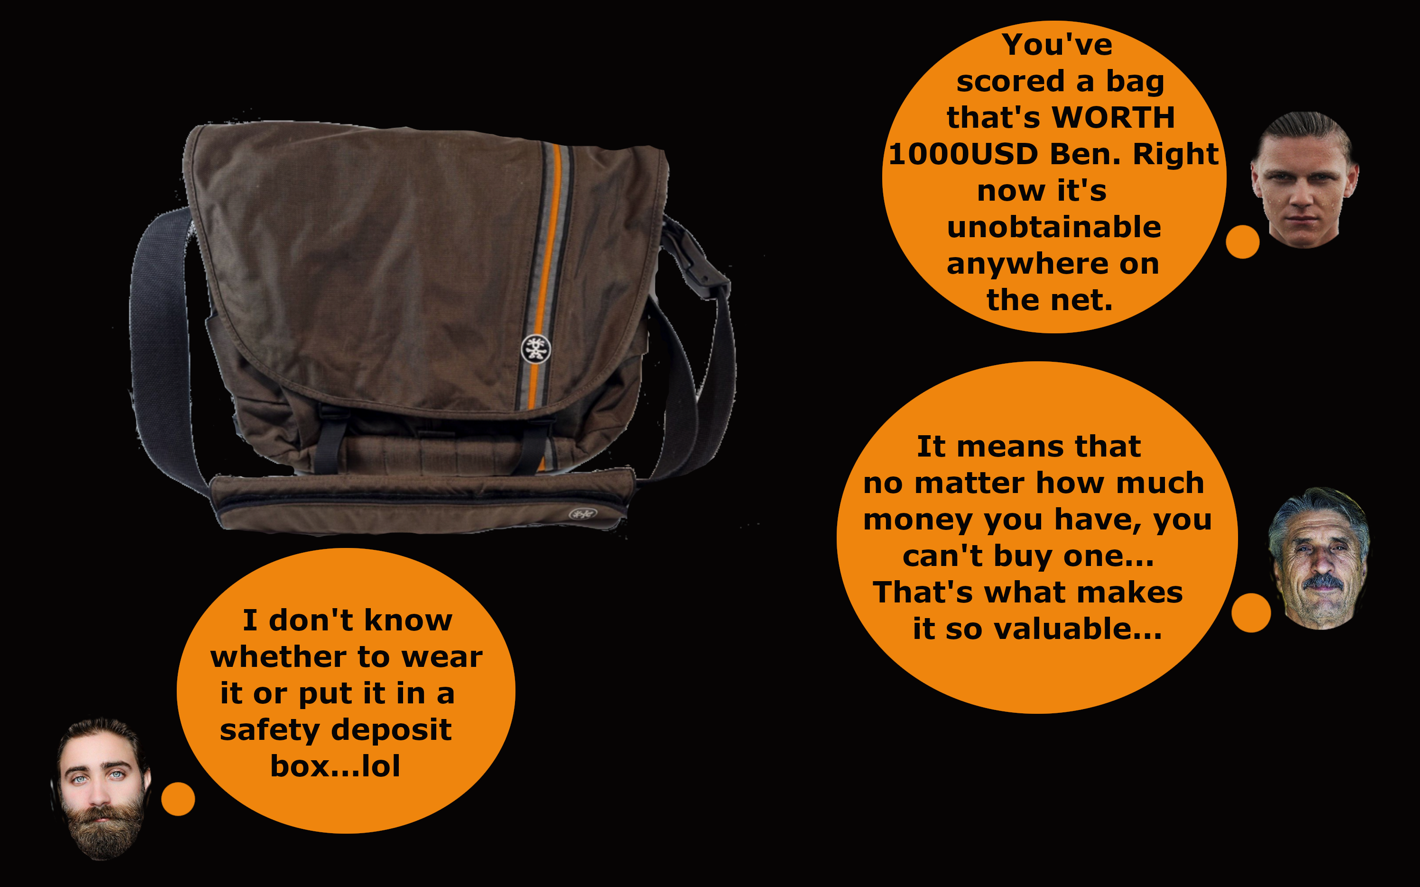 You've
scored a bag
that's WORTH
1000USD Ben. Right
now it's
unobtainable
anywhere on
the net.
It means that
no matter how much
money you have, you
can't buy one...
That's what makes
it so valuable...
I don't know
whether to wear
it or put it in a
safety deposit
box...lol